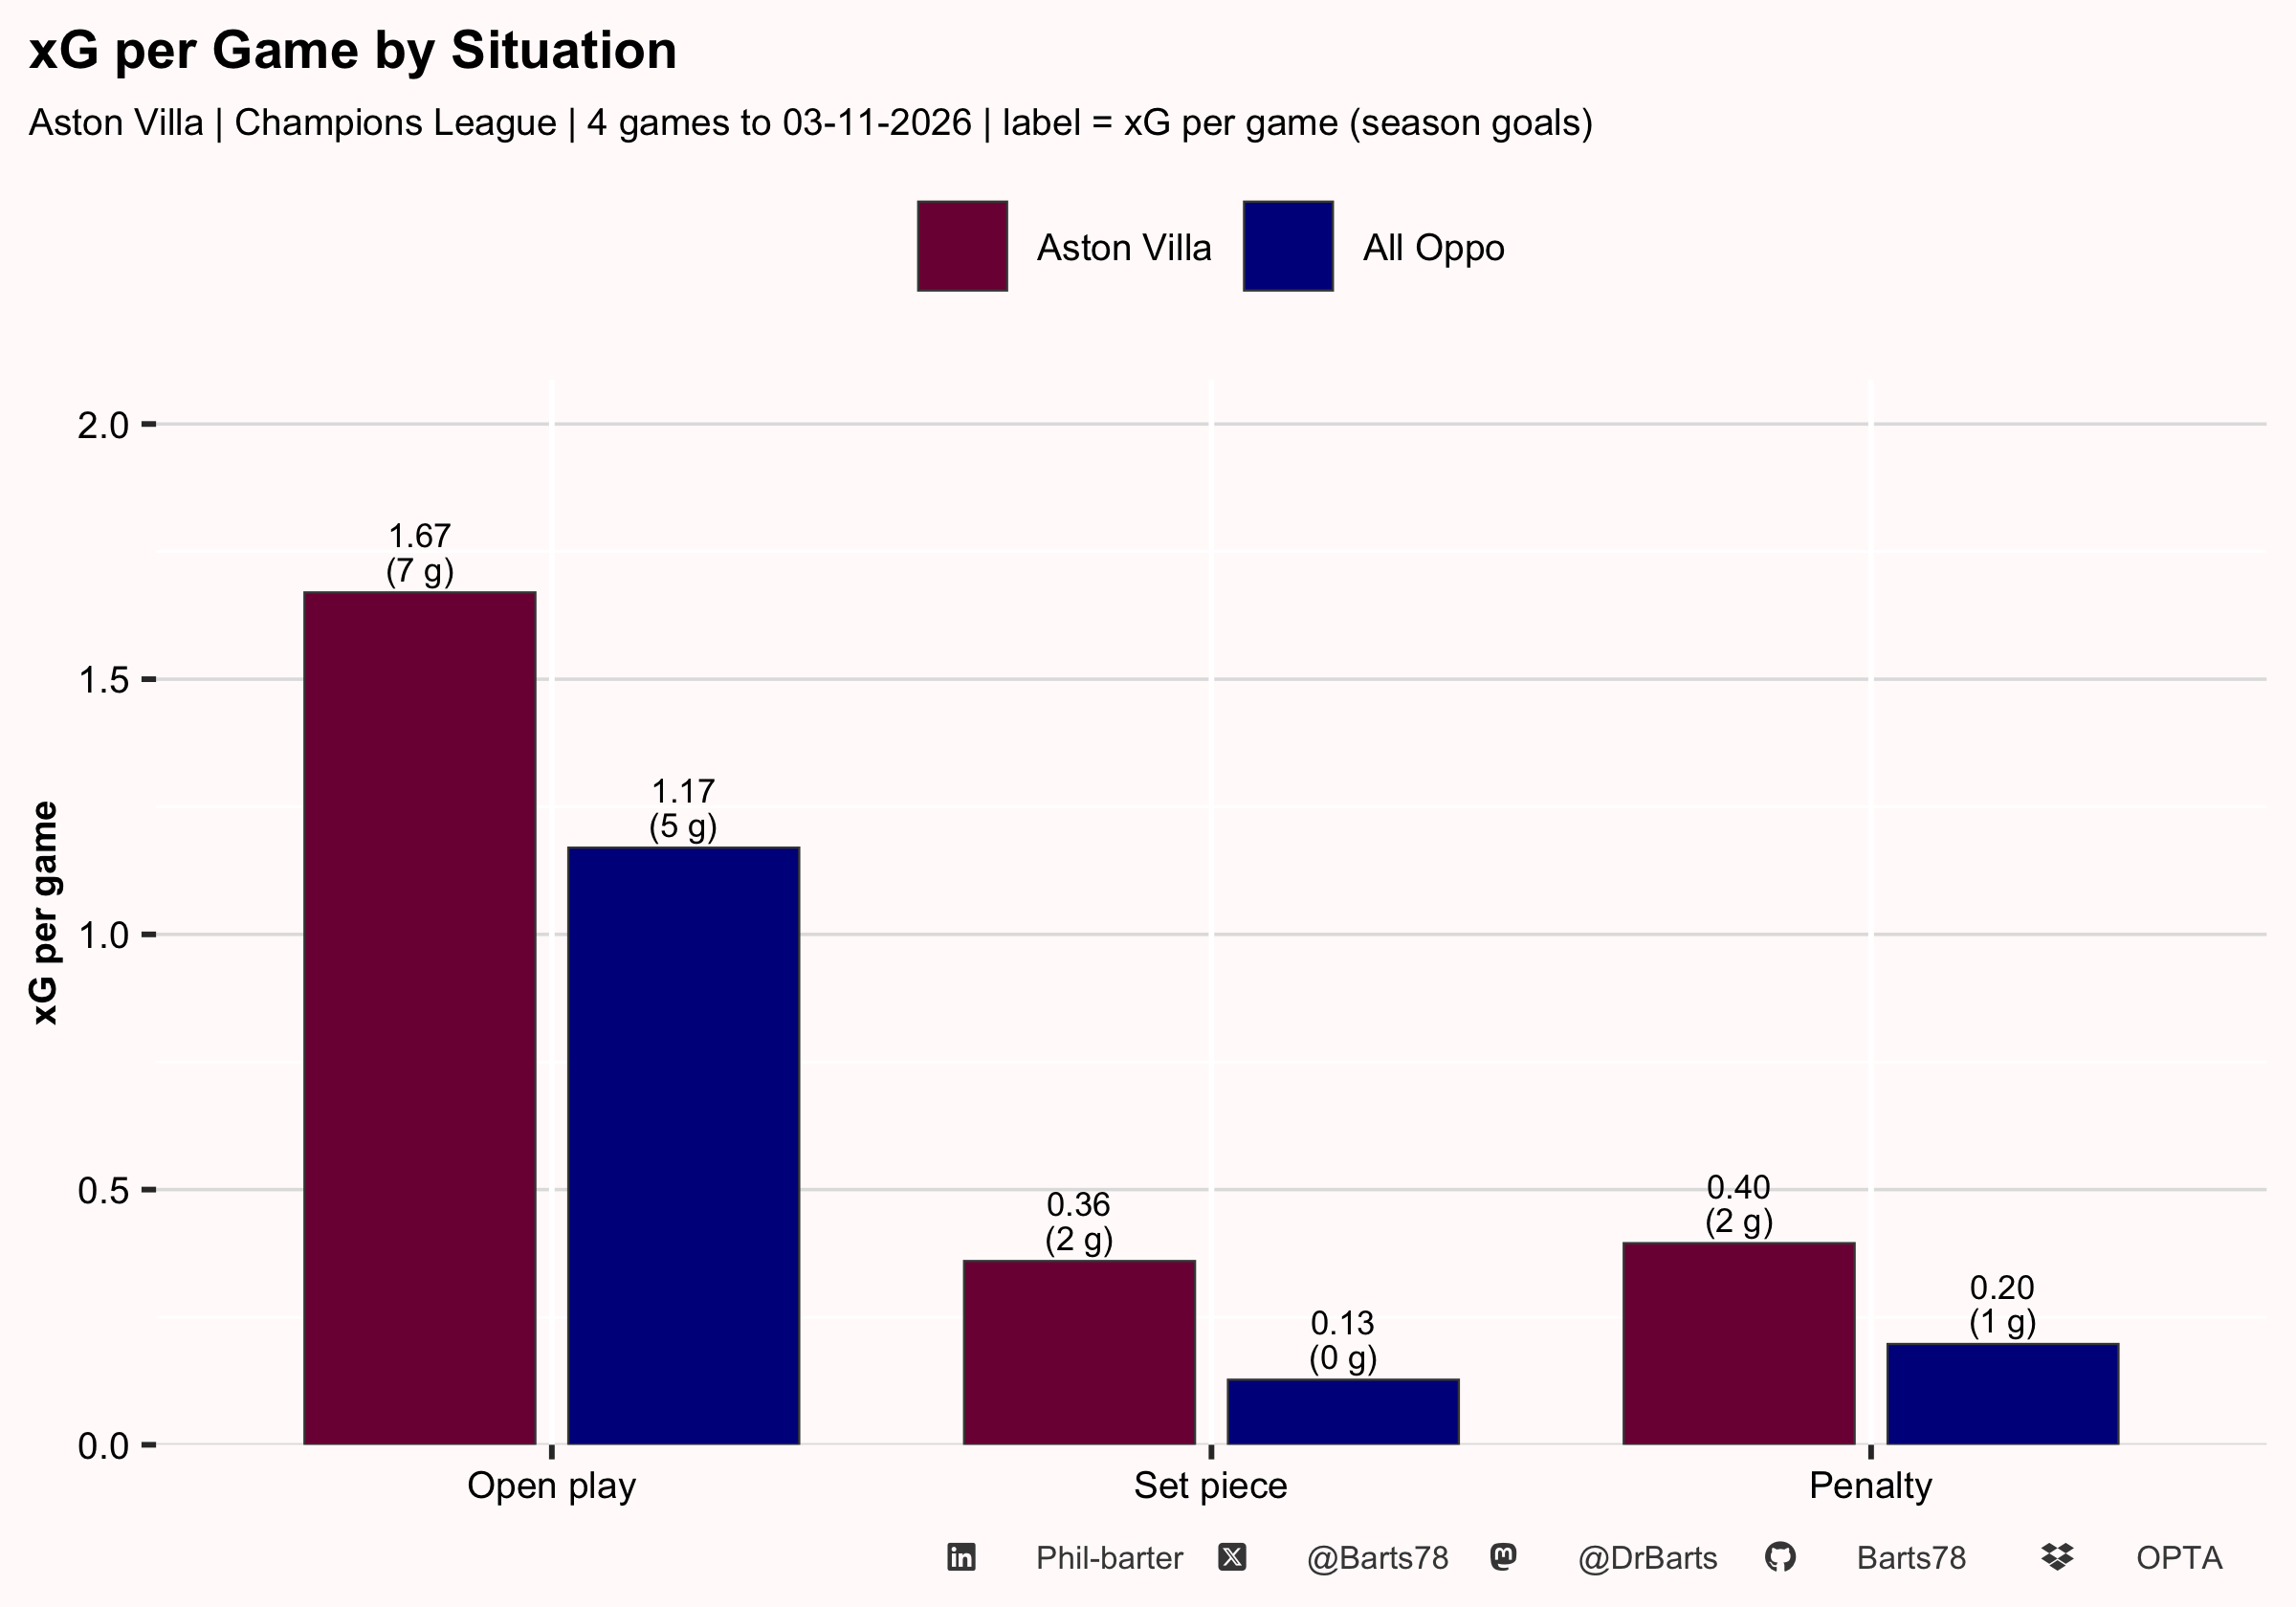 xG per Game by Situation
Aston Villa | Champions League | 4 games to 03-11-2026 | label = xG per game (season goals)
Aston Villa
All Oppo
xG per game
2.0
1.5
1.0
0.5
0.0
1.67
(7 g)
1.17
(5 g)
0.36
(2 g)
0.13
(0 g)
0.40
(2 g)
0.20
(1 g)
Open play
Set piece
Penalty
Phil-barter @Barts78 @DrBarts Barts78 OPTA